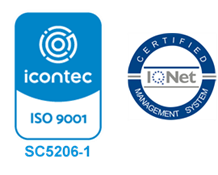 icontec
ISO 9001
SC5206-1
CERTIFIED
IQNet
MANAGEMENT SYSTEM